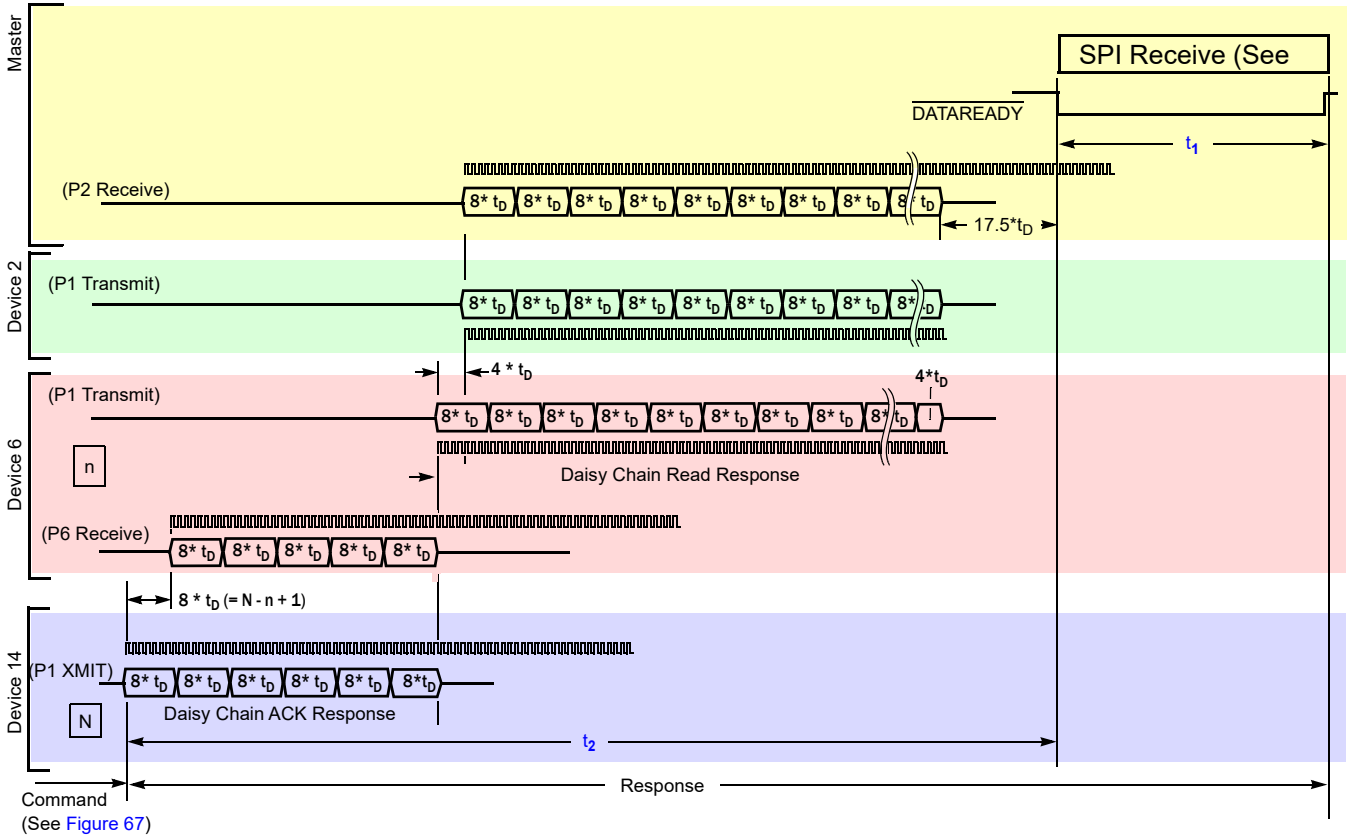 Master
SPI Receive (See
DATAREADY
t1
(P2 Receive)
8* tD 8* tD 8* tD 8* tD 8* tD 8* tD 8* tD 8* tD 8* tD
17.5*tD
Device 2
(P1 Transmit)
8* tD 8* tD 8* tD 8* tD 8* tD 8* tD 8* tD 8* tD 8* tD
4 * tD
Device 6
(P1 Transmit)
4*tD
8* tD 8* tD 8* tD 8* tD 8* tD 8* tD 8* tD 8* tD 8* tD
n
Daisy Chain Read Response
(P6 Receive)
8* tD 8* tD 8* tD 8* tD 8* tD
8 * tD (= N - n + 1)
Device 14
(P1 XMIT)
8* tD 8* tD 8* tD 8* tD 8* tD 8*tD
N
Daisy Chain ACK Response
t2
Response
Command
(See Figure 67)